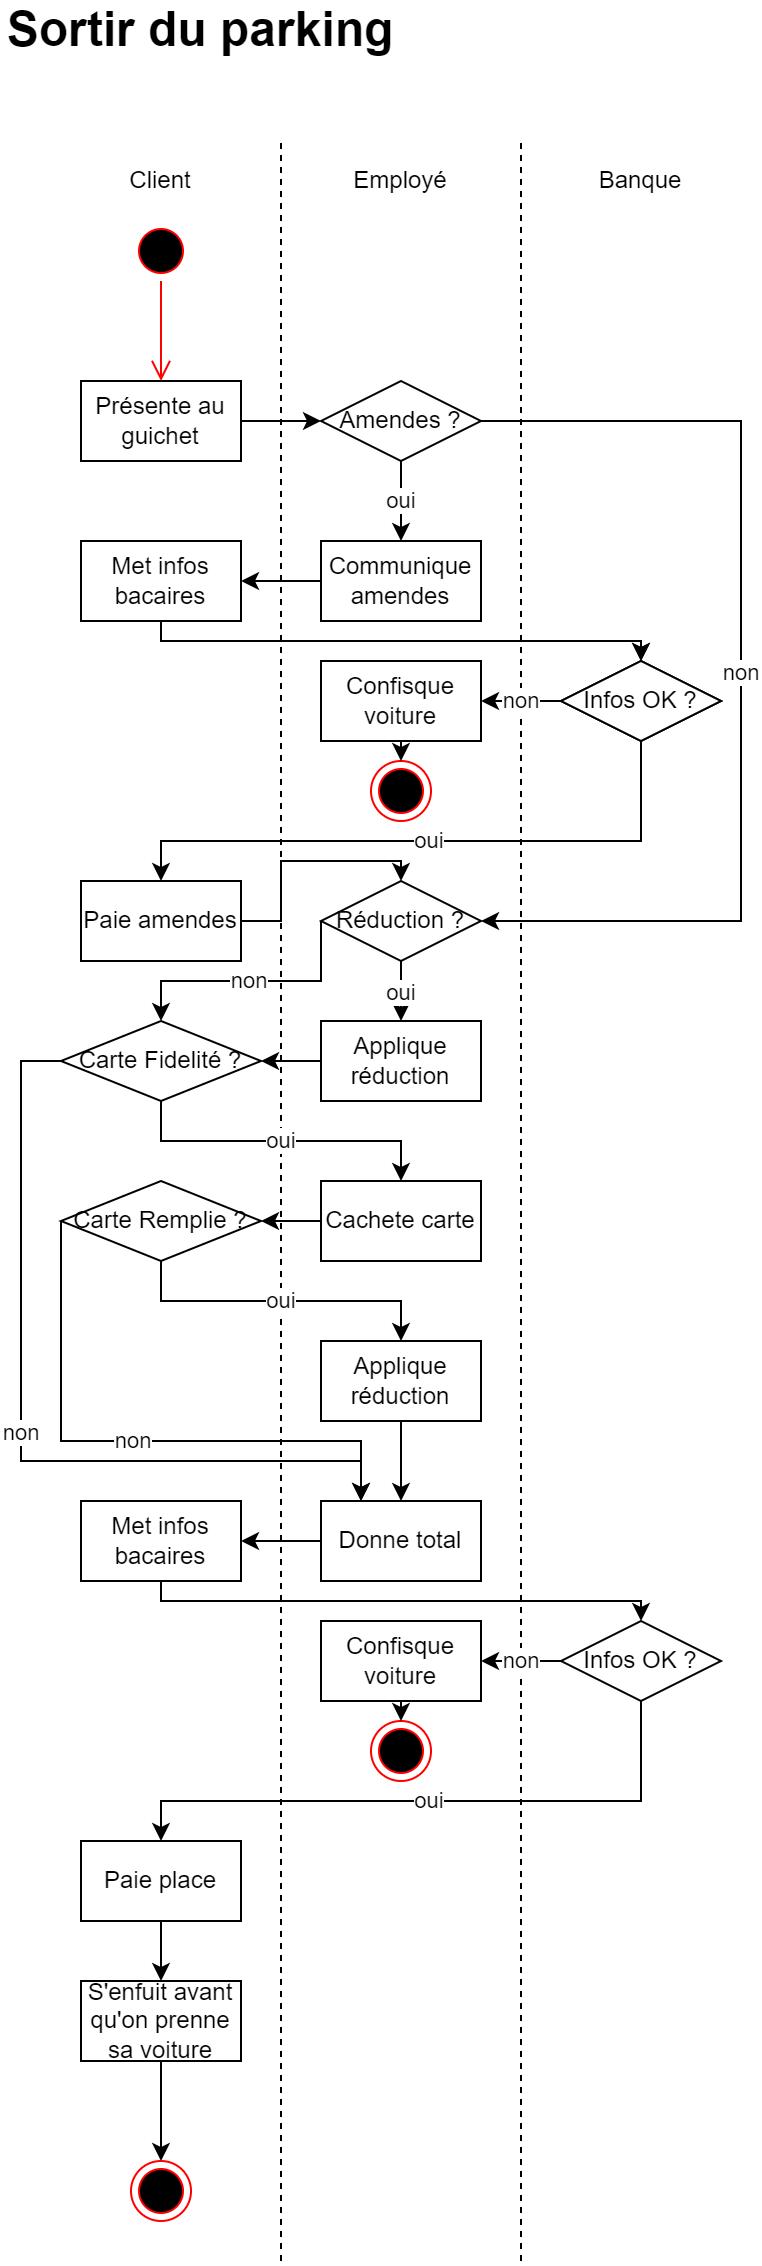 Sortir du parking
Client
Employé
Banque
Présente au
guichet
Amendes ?
oui
Met infos
bacaires
Communique
amendes
non
Confisque
voiture
non
Infos OK ?
oui
Paie amendes
Réduction ?
non
oui
Carte Fidelité ?
Applique
réduction
oui
Carte Remplie ?
Cachete carte
oui
Applique
réduction
non
non
Met infos
bacaires
Donne total
Confisque
voiture
non
Infos OK ?
oui
Paie place
S'enfuit avant
qu'on prenne
sa voiture